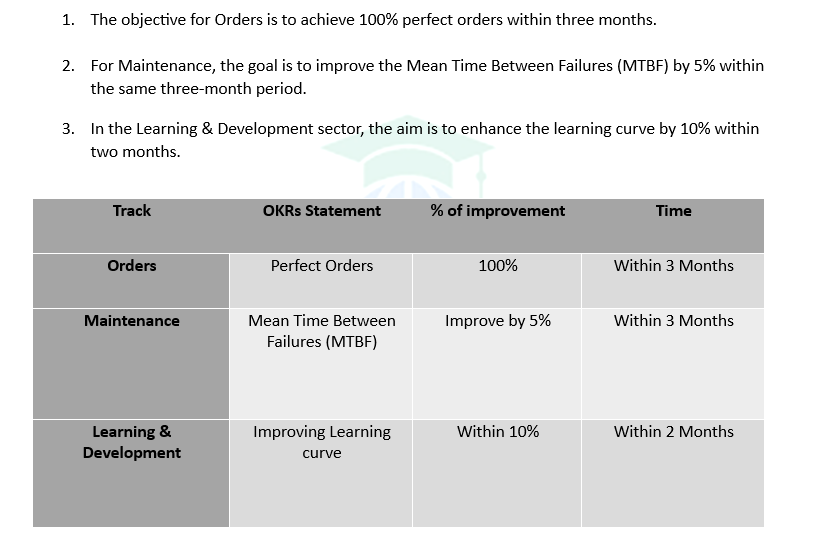 1. The objective for Orders is to achieve 100% perfect orders within three months.
2. For Maintenance, the goal is to improve the Mean Time Between Failures (MTBF) by 5% within
the same three-month period.
3. In the Learning & Development sector, the aim is to enhance the learning curve by 10% within
two months.
Track OKRs Statement % of improvement Time
Orders Perfect Orders 100% Within 3 Months
Maintenance Mean Time Between Improve by 5% Within 3 Months
Failures (MTBF)
Learning & Improving Learning Within 10% Within 2 Months
Development curve